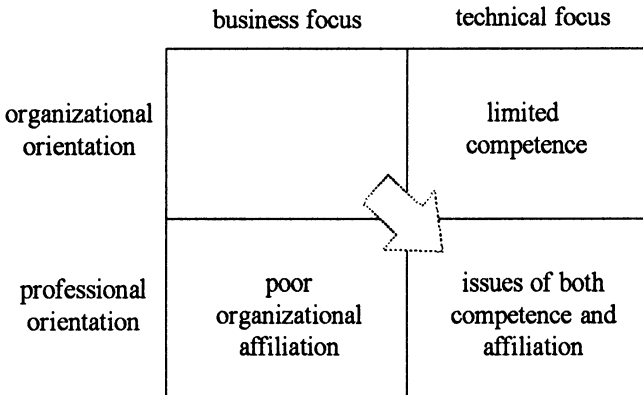 business focus
technical focus
organizational
orientation
limited
competence
professional
orientation
poor
organizational
affiliation
issues of both
competence and
affiliation